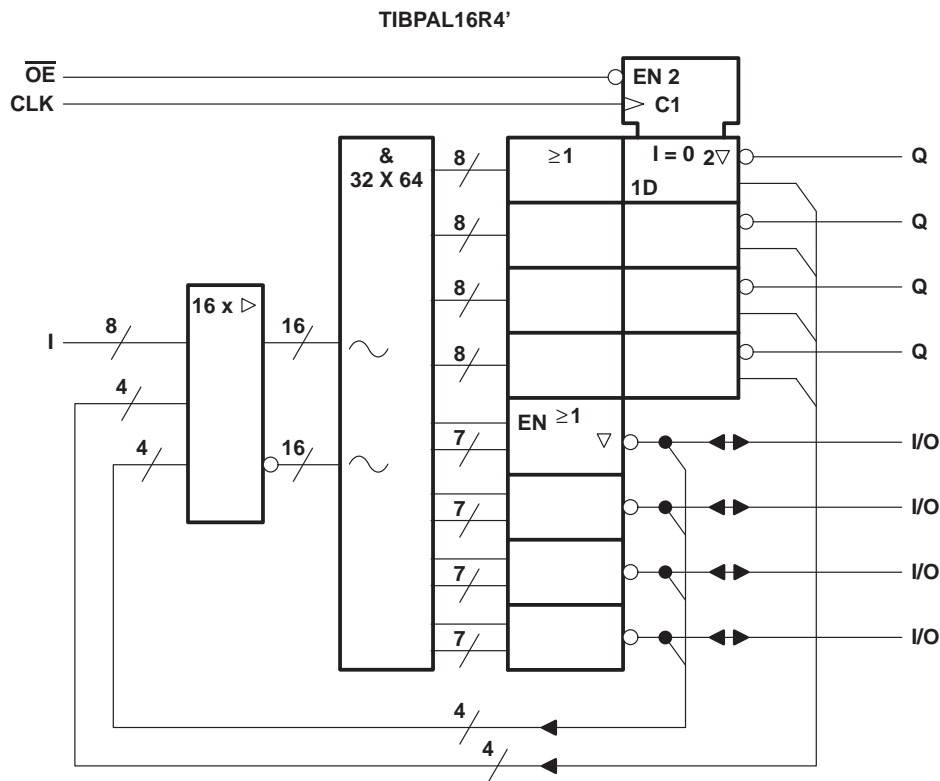 TIBPAL16R4’
OE
EN 2
CLK
C1
&
32 X 64
8
≥1
I = 0 2▽
1D
Q
8
Q
8
Q
8
Q
16 x ▷
I
8
16
4
4
16
EN ≥1
▽
7
I/O
7
I/O
7
I/O
7
I/O
4
4